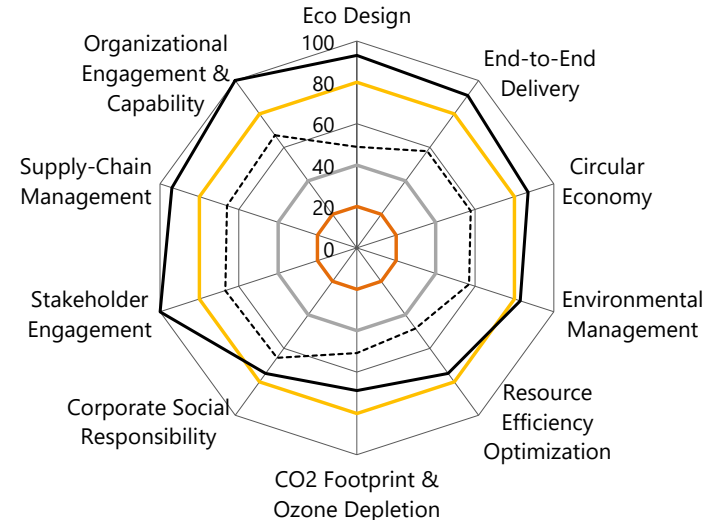 Eco Design
End-to-End
Delivery
Circular
Economy
Environmental
Management
Resource
Efficiency
Optimization
CO2 Footprint &
Ozone Depletion
Corporate Social
Responsibility
Stakeholder
Engagement
Supply-Chain
Management
Organizational
Engagement &
Capability
100
80
60
40
20
0